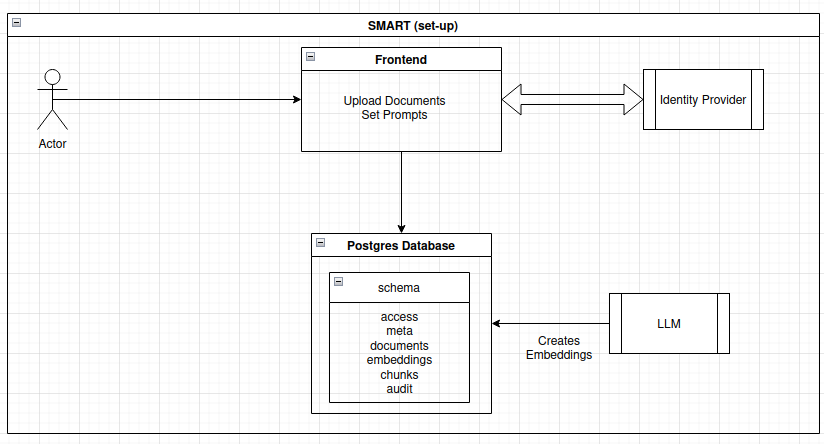 SMART (set-up)
Frontend
Upload Documents
Set Prompts
Identity Provider
Actor
Postgres Database
schema
access
meta
documents
embeddings
chunks
audit
Creates
Embeddings
LLM